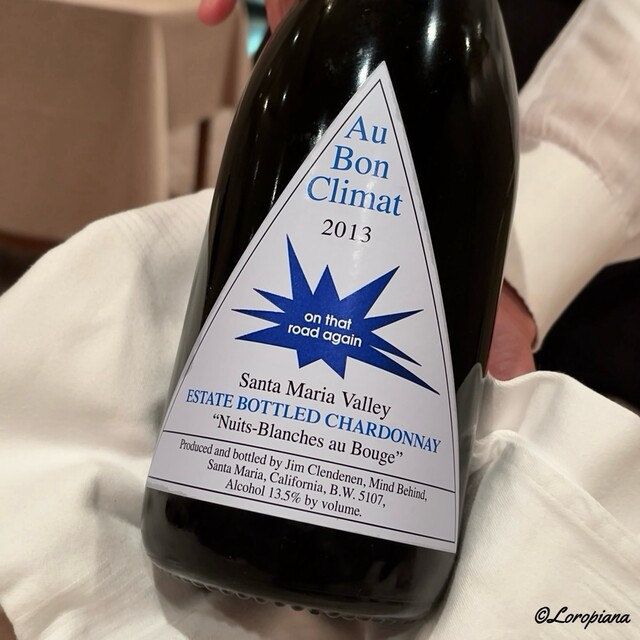 Au
Bon
Climat
2013
on that
road again
Santa Maria Valley
ESTATE BOTTLED CHARDONNAY
“Nuits-Blanches au Bouge”
Produced and bottled by Jim Clendenen, Mind Behind,
Santa Maria, California, B.W. 5107,
Alcohol 13.5% by volume.
©Loropiana